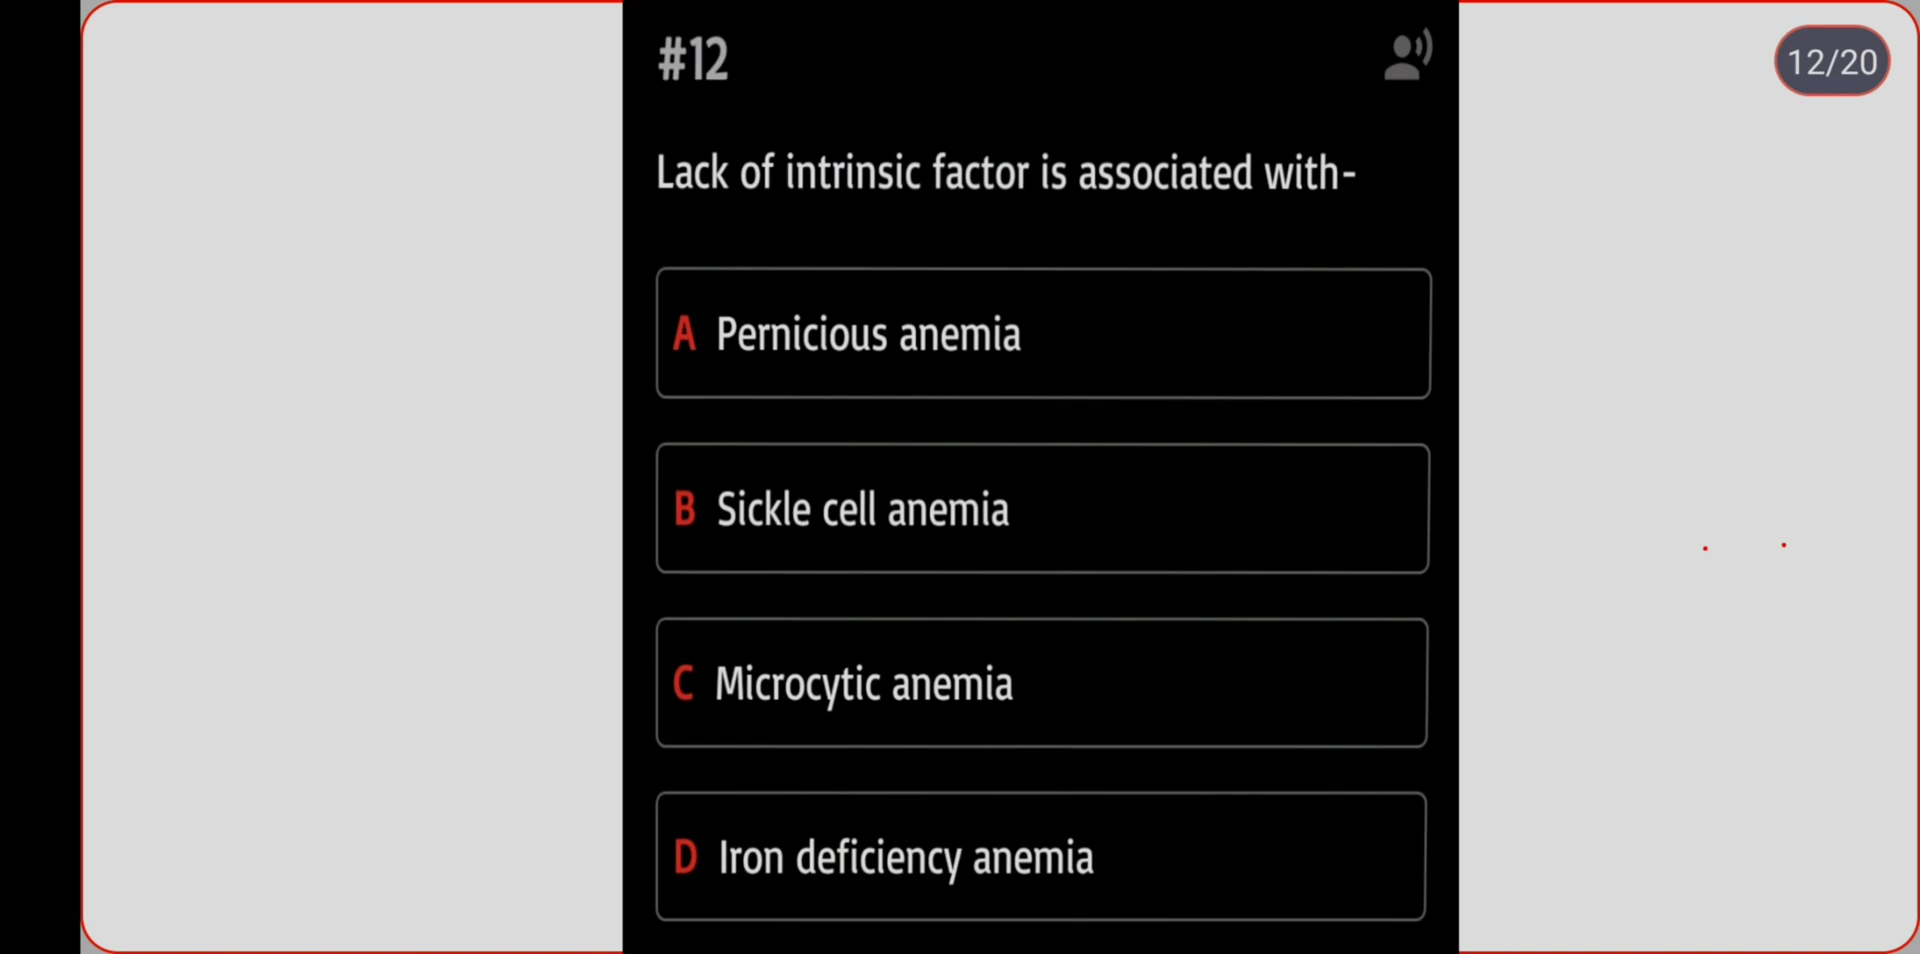 #12
12/20
Lack of intrinsic factor is associated with-
A Pernicious anemia
B Sickle cell anemia
C Microcytic anemia
D Iron deficiency anemia